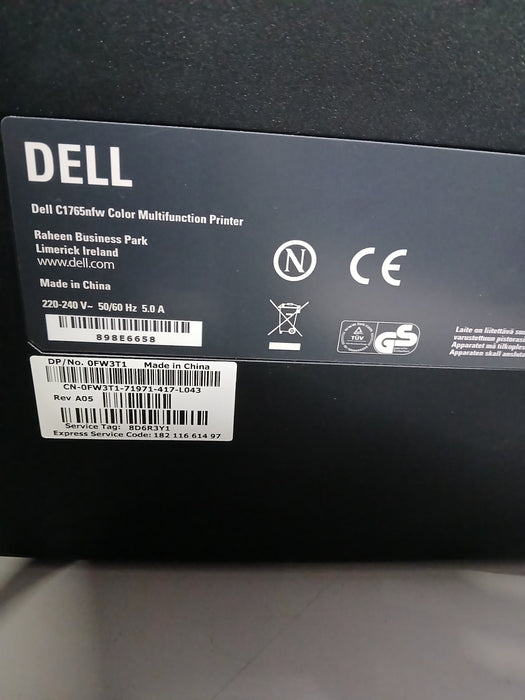 DELL
Dell C1765nfw Color Multifunction Printer
Raheen Business Park
Limerick Ireland
www.dell.com
Made in China
220-240 V~ 50/60 Hz 5.0 A
898E6658
N
CE
TÜV
GS
Laite on liitettävä
varustettuun
Apparatet må
Apparaten skall
DP/No. 0FW3T1 Made in China
CN-0FW3T1-71971-417-L043
Rev A05
Service Tag: 8D6R3Y1
Express Service Code: 182 116 614 97